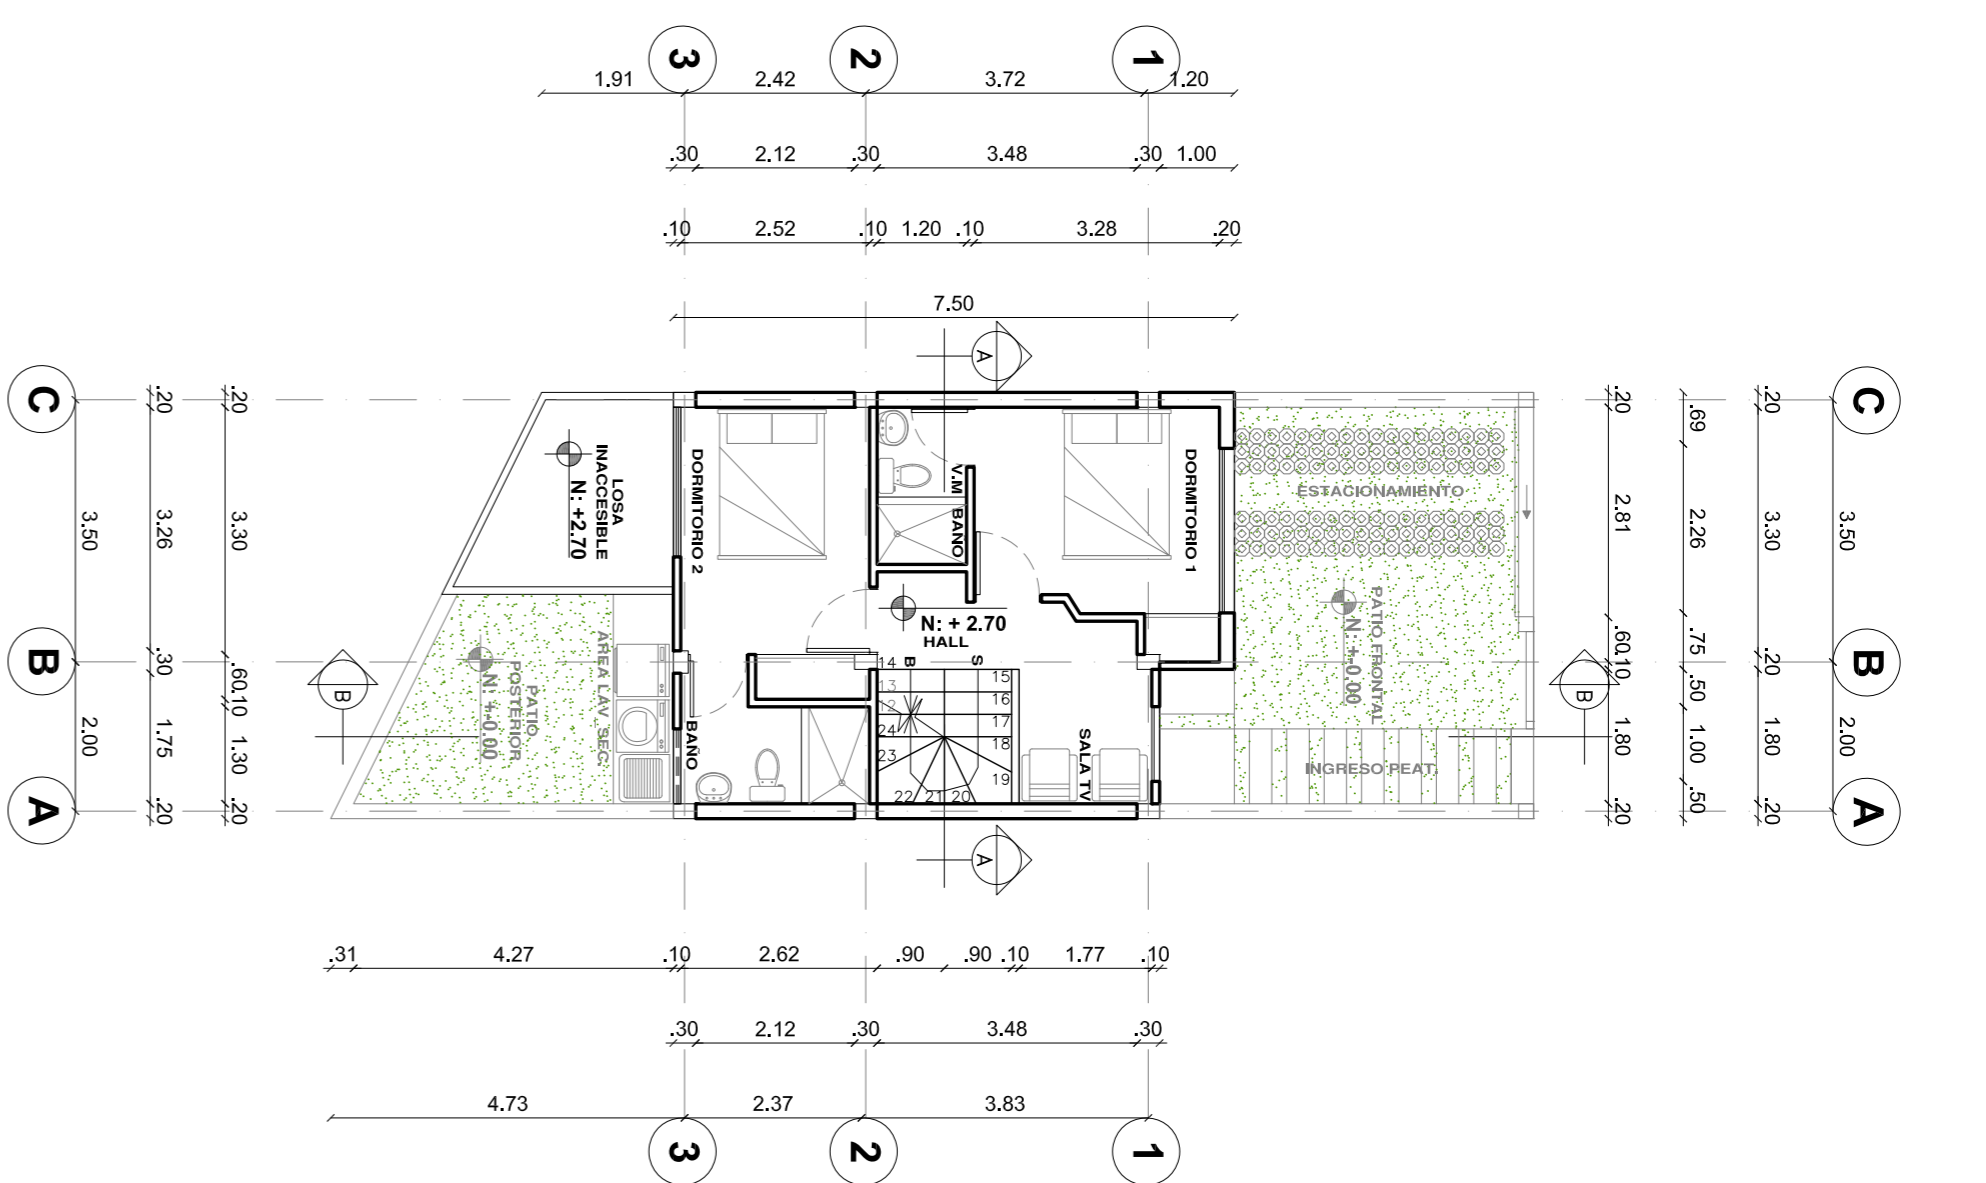 3 2 1
1.91 2.42 3.72 1.20
.30 2.12 .30 3.48 .30 1.00
.10 2.52 .10 1.20 .10 3.28 .20
7.50
A
C
B
A
3.50
2.00
.20
3.26
.30
1.75
.20
.20
3.30
.60
.10
1.30
.20
B
LOSA
INACCESIBLE
N: +2.70
DORMITORIO 2
V.M BAÑO
DORMITORIO 1
ESTACIONAMIENTO
N: + 2.70
HALL
PATIO FRONTAL
N: +-0.00
AREA LAV_SEC.
PATIO
POSTERIOR
N: +-0.00
BAÑO
B
S
14
13
12
24
23
22
21
20
15
16
17
18
19
SALA TV
INGRESO PEAT.
B
A
.20
2.81
.60
.10
1.80
.20
.69
2.26
.75
.50
1.00
.50
.20
3.30
.20
1.80
.20
3.50
2.00
C
B
A
.31 4.27 .10 2.62 .90 .90 .10 1.77 .10
.30 2.12 .30 3.48 .30
4.73 2.37 3.83
3 2 1